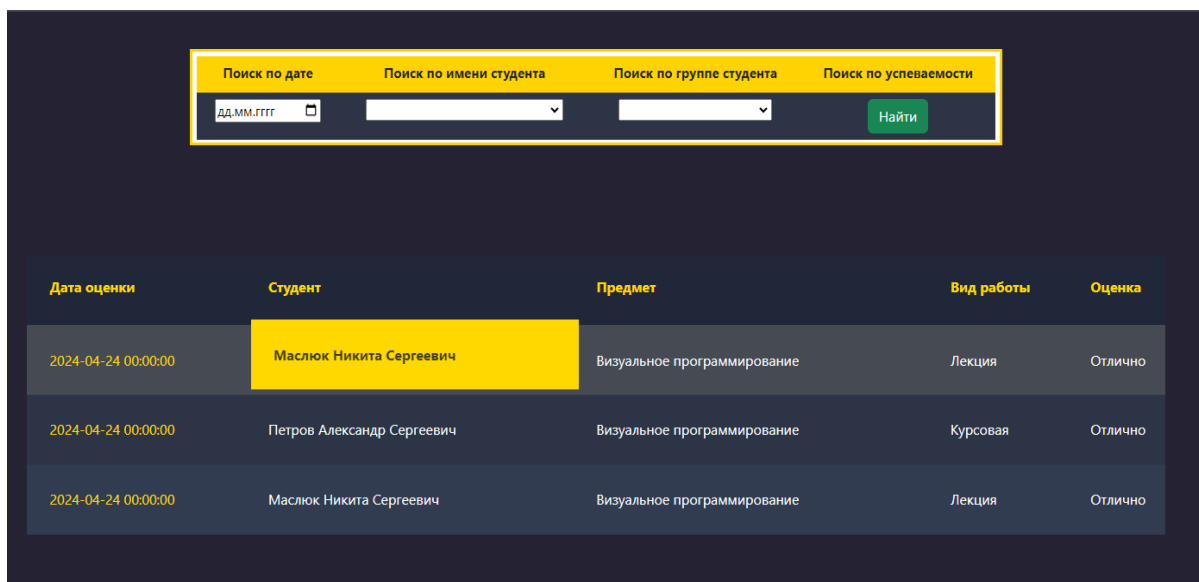 Поиск по дате Поиск по имени студента Поиск по группе студента Поиск по успеваемости
дд.мм.гггг Найти
Дата оценки Студент Предмет Вид работы Оценка
2024-04-24 00:00:00 Маслюк Никита Сергеевич Визуальное программирование Лекция Отлично
2024-04-24 00:00:00 Петров Александр Сергеевич Визуальное программирование Курсовая Отлично
2024-04-24 00:00:00 Маслюк Никита Сергеевич Визуальное программирование Лекция Отлично